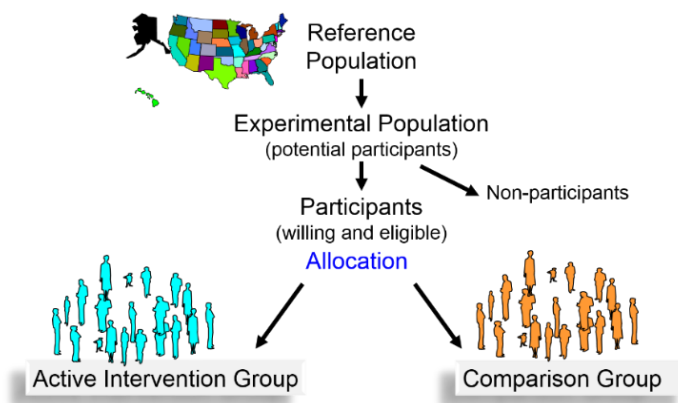 Reference
Population
Experimental Population
(potential participants)
Non-participants
Participants
(willing and eligible)
Allocation
Active Intervention Group
Comparison Group